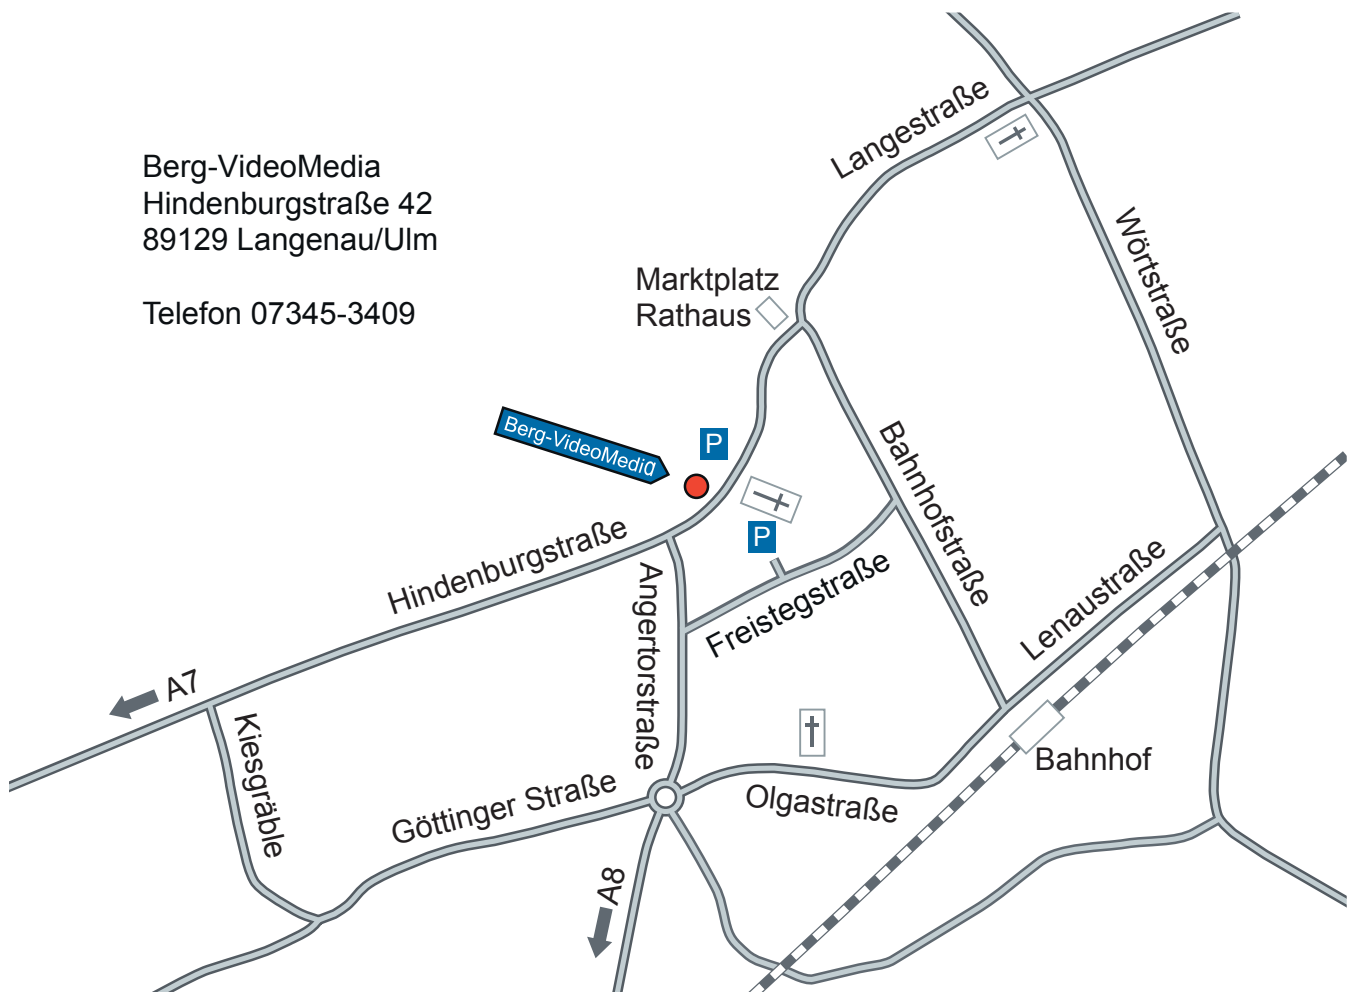 Berg-VideoMedia
Hindenburgstraße 42
89129 Langenau/Ulm
Telefon 07345-3409
Langestraße
Wörtstraße
Marktplatz
Rathaus
Berg-VideoMedia
P
Bahnhofstraße
P
Hindenburgstraße
Angertorstraße
Freistegstraße
Lenaustraße
A7
Kiesgräble
Bahnhof
Göttinger Straße
Olgastraße
A8